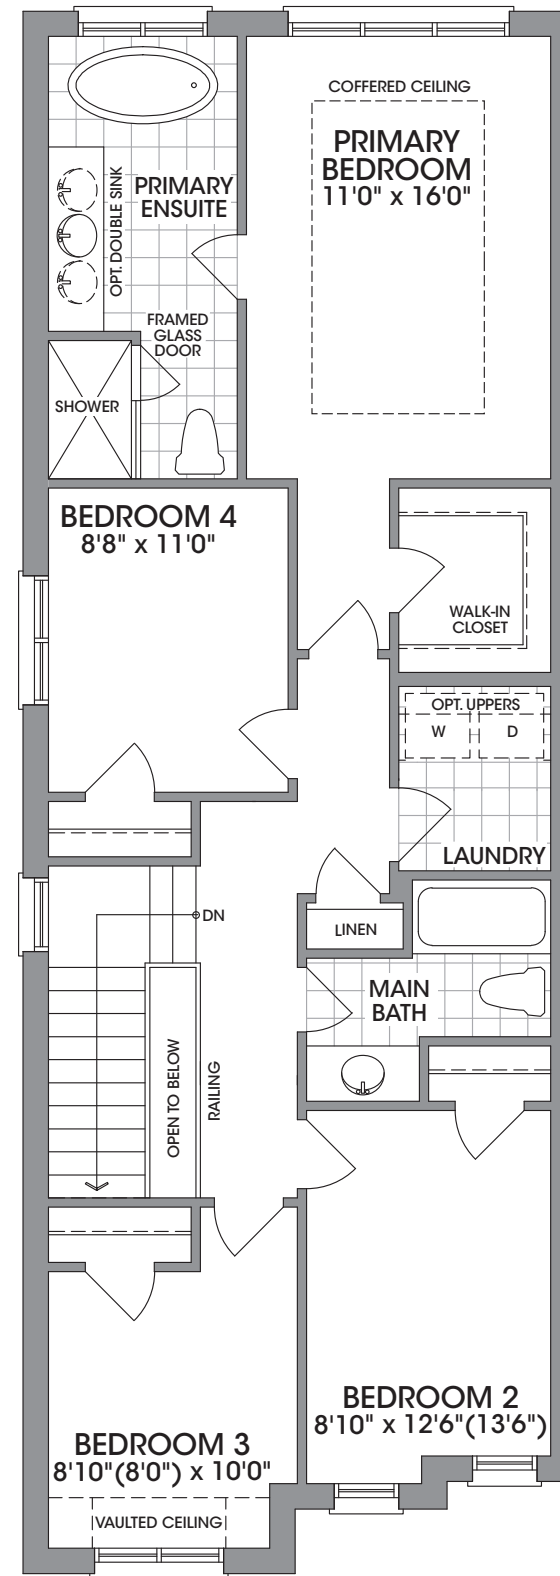 COFFERED CEILING
PRIMARY
BEDROOM
11'0" x 16'0"
PRIMARY
ENSUITE
OPT. DOUBLE SINK
FRAMED
GLASS
DOOR
SHOWER
BEDROOM 4
8'8" x 11'0"
WALK-IN
CLOSET
OPT. UPPERS
W
D
LAUNDRY
DN
LINEN
MAIN
BATH
OPEN TO BELOW
RAILING
BEDROOM 2
8'10" x 12'6"(13'6")
BEDROOM 3
8'10"(8'0") x 10'0"
VAULTED CEILING